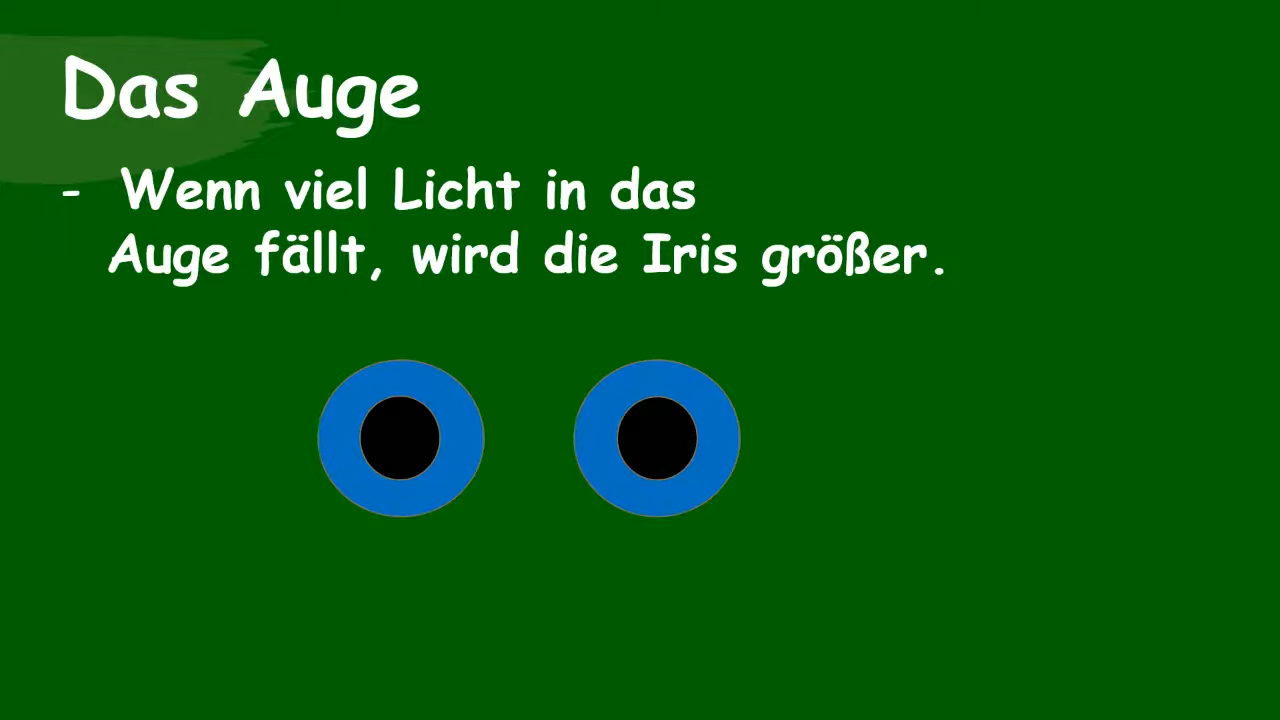 Das Auge
- Wenn viel Licht in das
Auge fällt, wird die Iris größer.